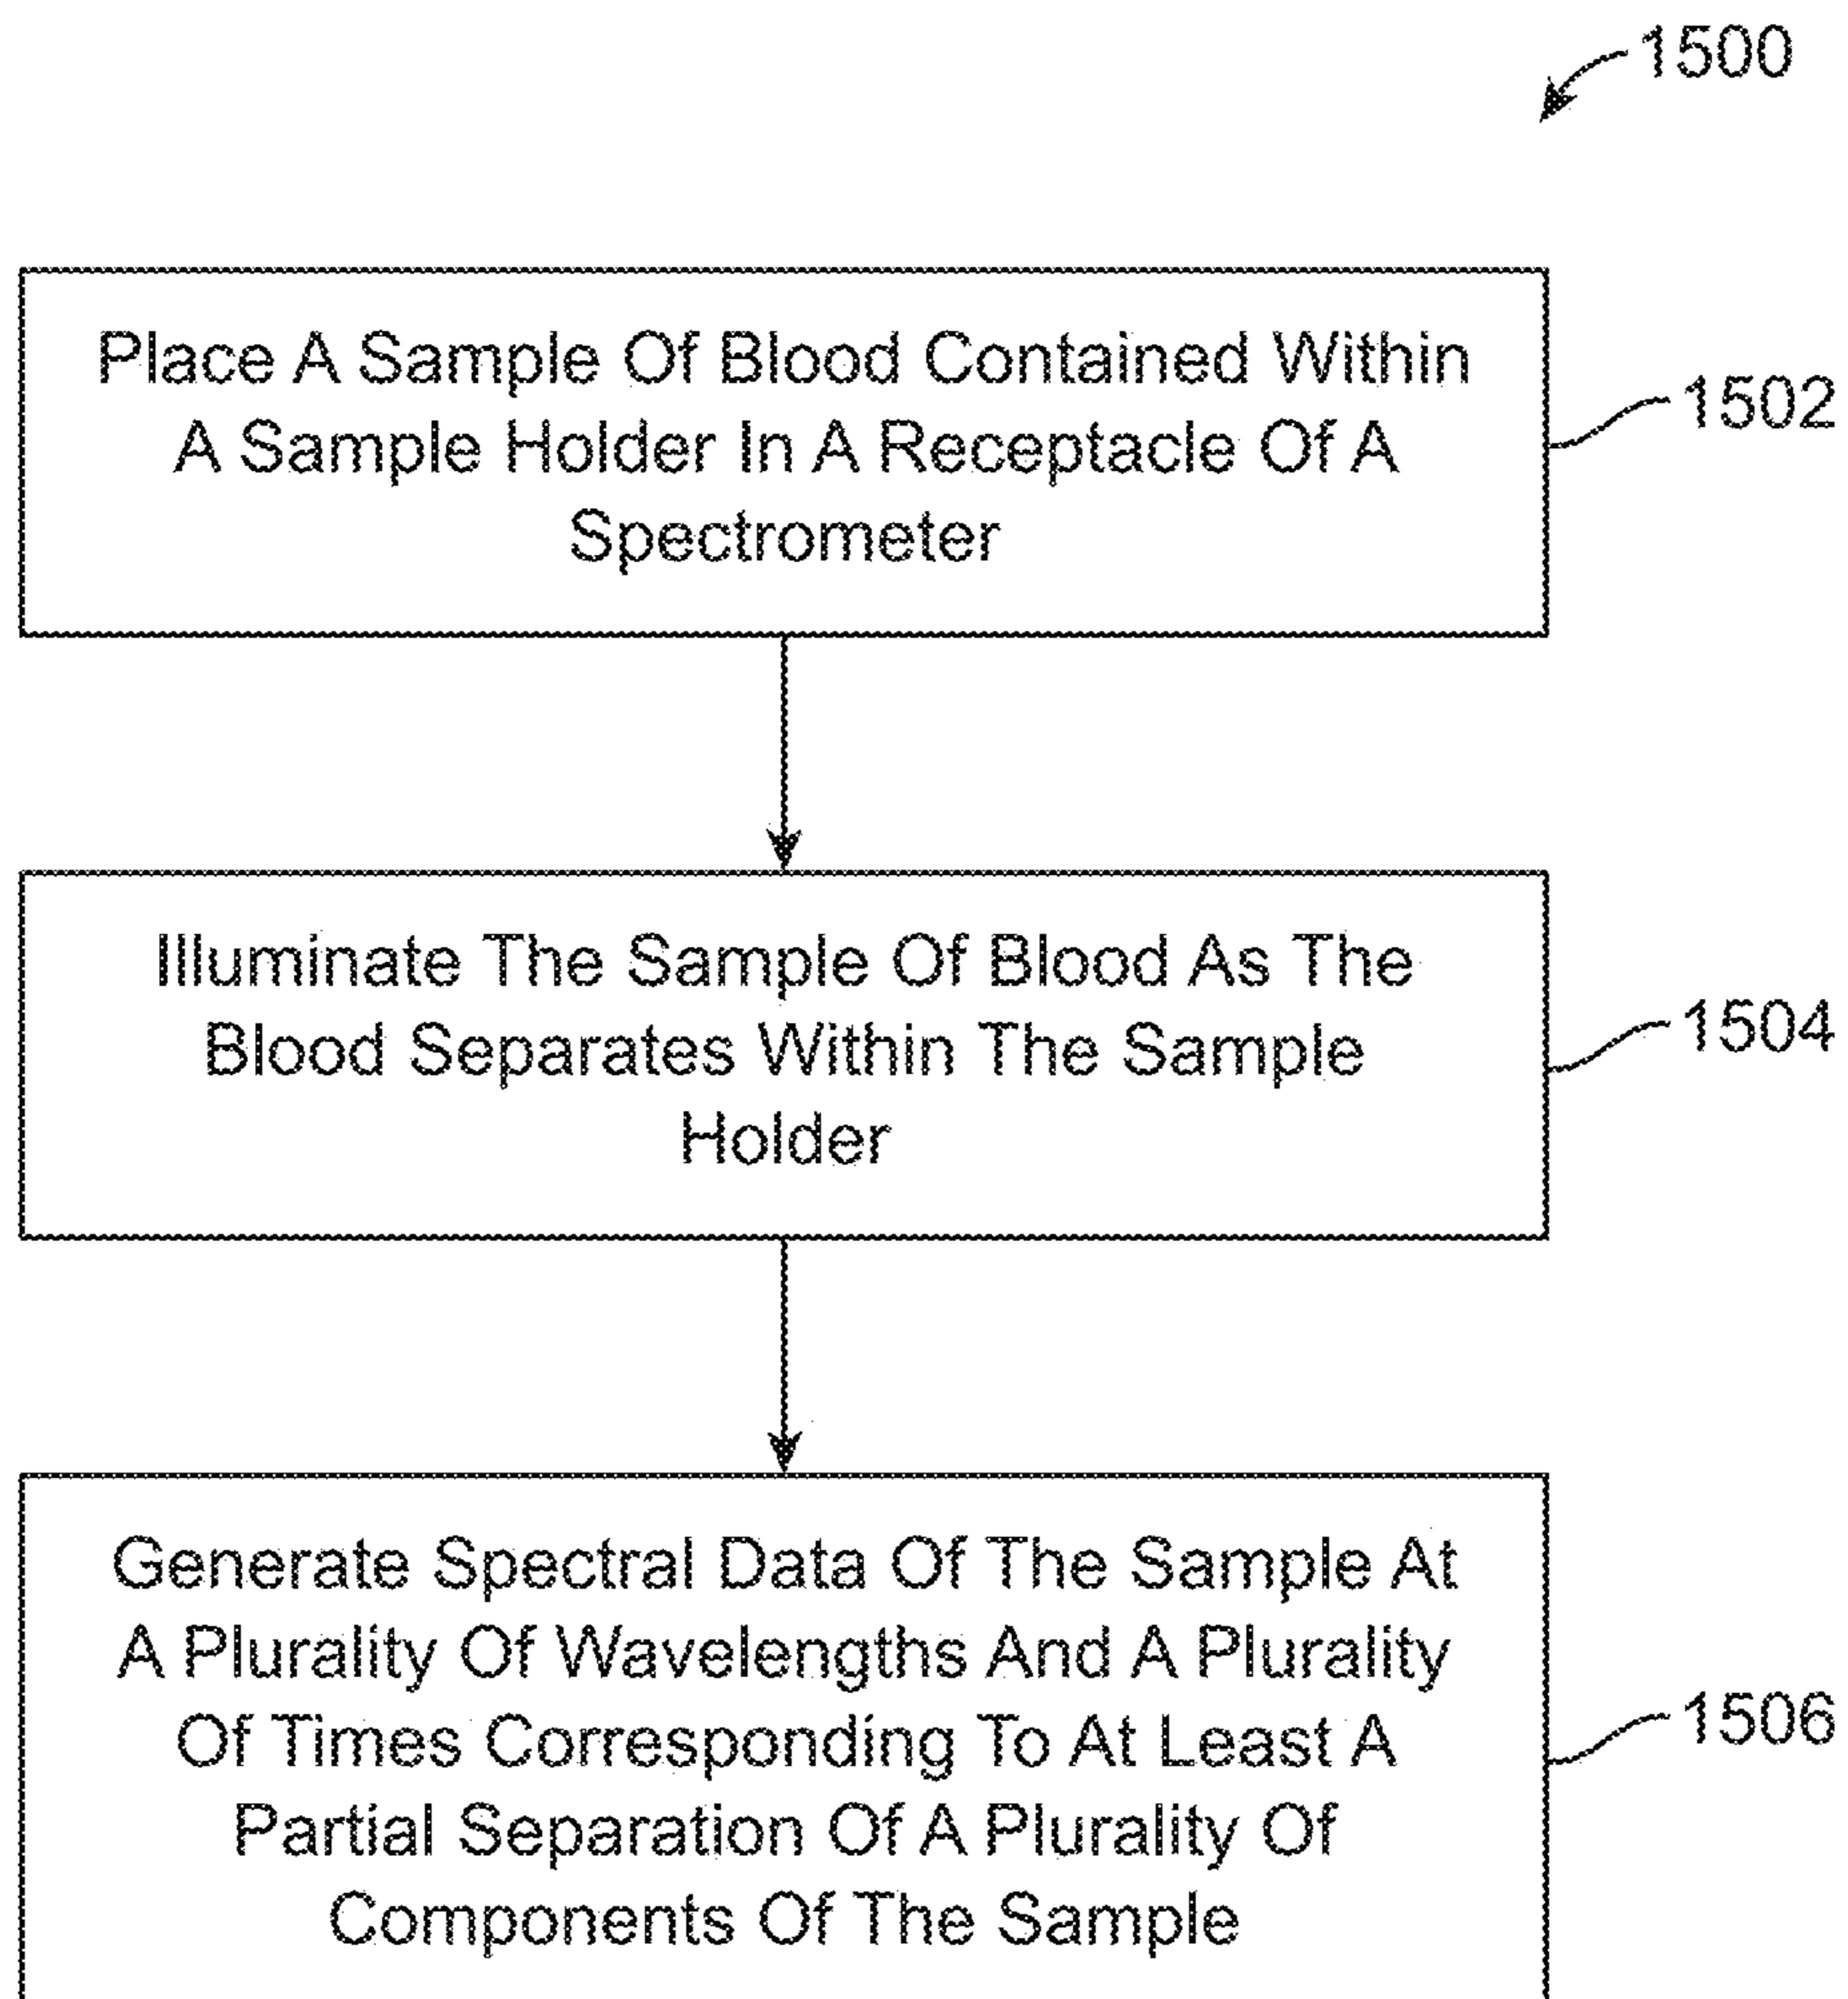 1500
Place A Sample Of Blood Contained Within
A Sample Holder In A Receptacle Of A
Spectrometer
1502
Illuminate The Sample Of Blood As The
Blood Separates Within The Sample
Holder
1504
Generate Spectral Data Of The Sample At
A Plurality Of Wavelengths And A Plurality
Of Times Corresponding To At Least A
Partial Separation Of A Plurality Of
Components Of The Sample
1506